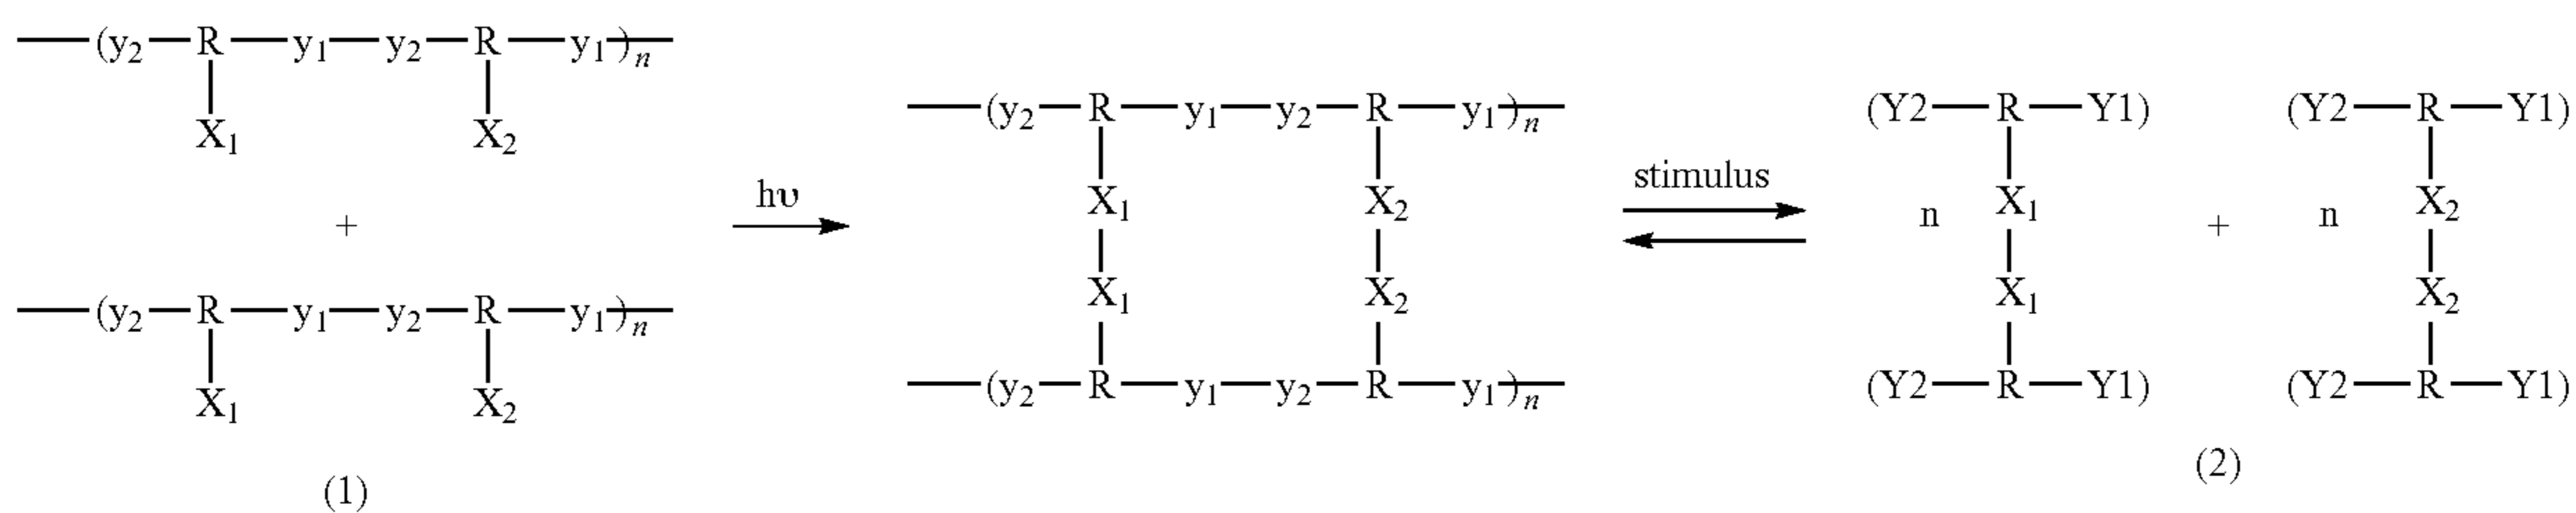 (y₂ R y₁ y₂ R y₁)ₙ
X₁ X₂
+
(y₂ R y₁ y₂ R y₁)ₙ
X₁ X₂
(1)
hυ
(y₂ R y₁ y₂ R y₁)ₙ
X₁ X₂
X₁ X₂
(y₂ R y₁ y₂ R y₁)ₙ
stimulus
(Y2 R Y1) (Y2 R Y1)
n X₁ + n X₂
X₁ X₂
(Y2 R Y1) (Y2 R Y1)
(2)